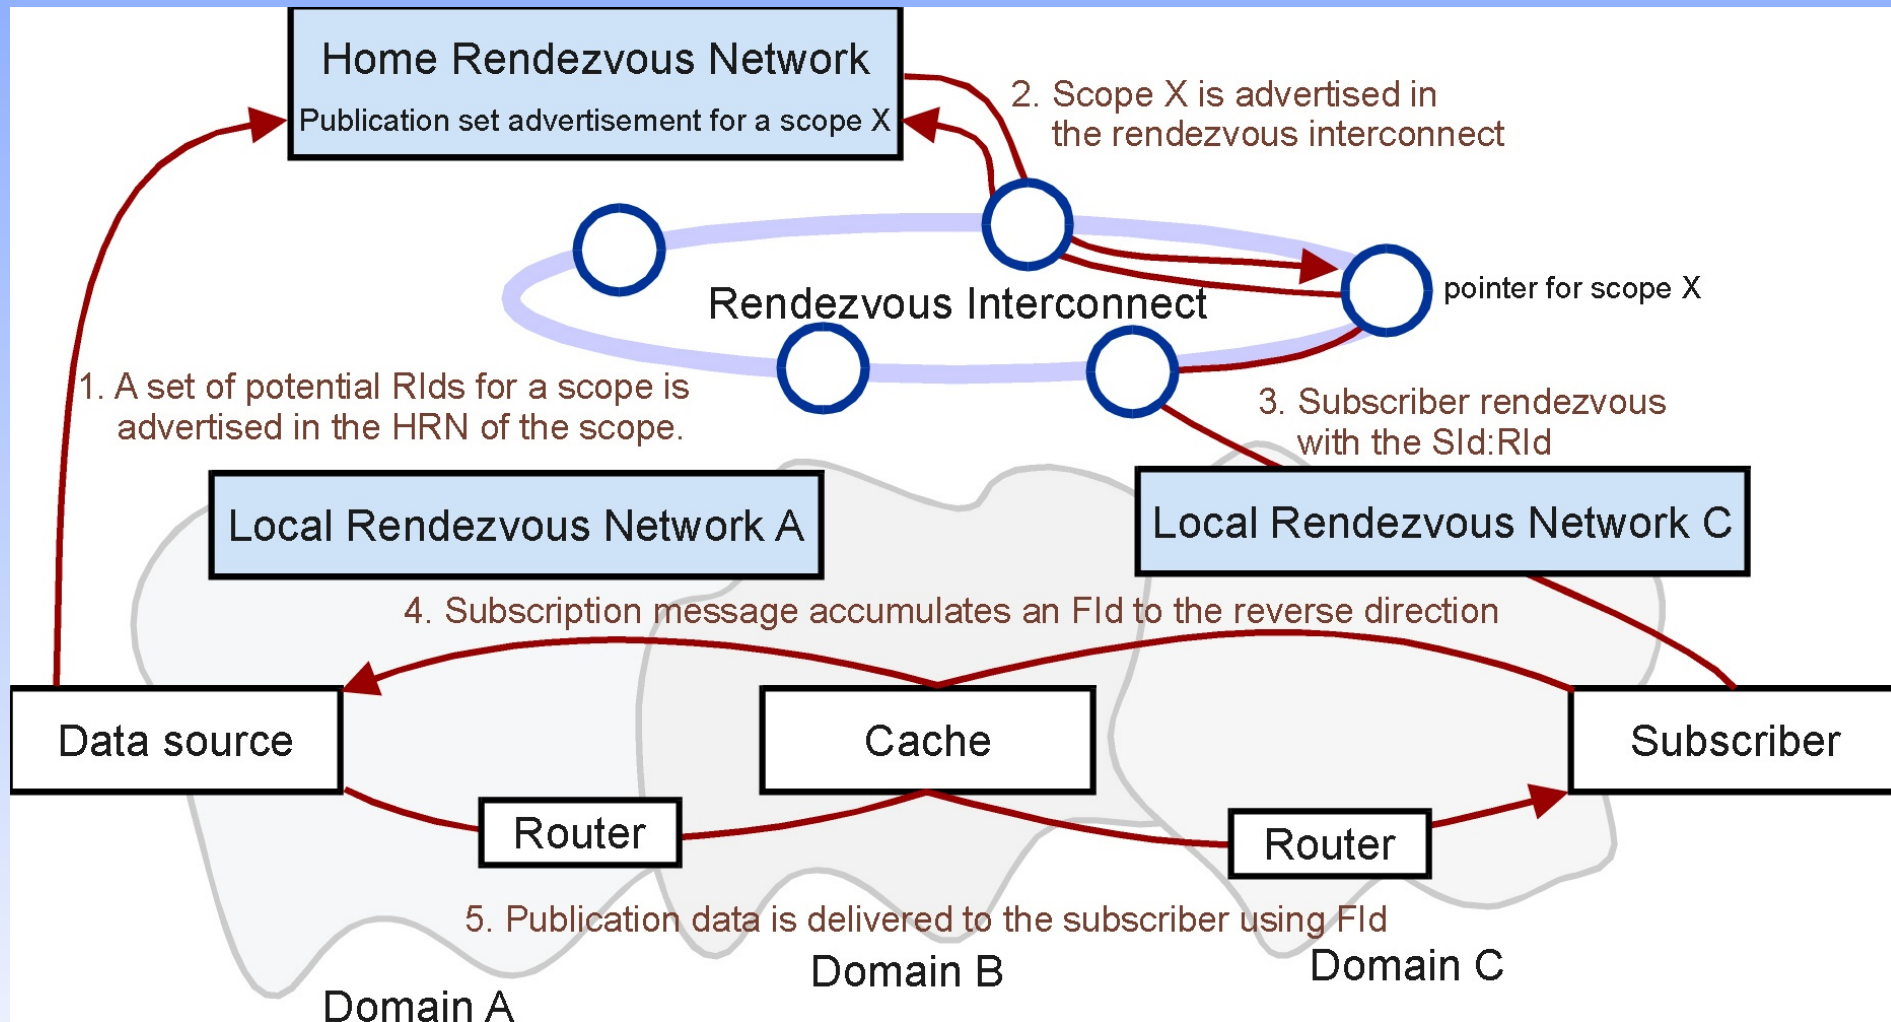 Home Rendezvous Network
Publication set advertisement for a scope X
2. Scope X is advertised in
the rendezvous interconnect
Rendezvous Interconnect
pointer for scope X
1. A set of potential RIds for a scope is
advertised in the HRN of the scope.
3. Subscriber rendezvous
with the SId:RId
Local Rendezvous Network A
Local Rendezvous Network C
4. Subscription message accumulates an FId to the reverse direction
Data source
Cache
Subscriber
Router
Router
5. Publication data is delivered to the subscriber using FId
Domain A
Domain B
Domain C